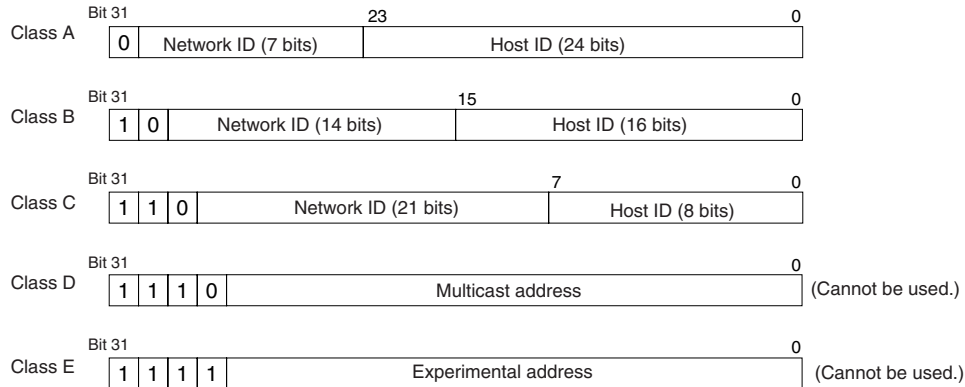 Bit 31 23 0
Class A 0 Network ID (7 bits) Host ID (24 bits)
Bit 31 15 0
Class B 1 0 Network ID (14 bits) Host ID (16 bits)
Bit 31 7 0
Class C 1 1 0 Network ID (21 bits) Host ID (8 bits)
Bit 31 0
Class D 1 1 1 0 Multicast address (Cannot be used.)
Bit 31 0
Class E 1 1 1 1 Experimental address (Cannot be used.)